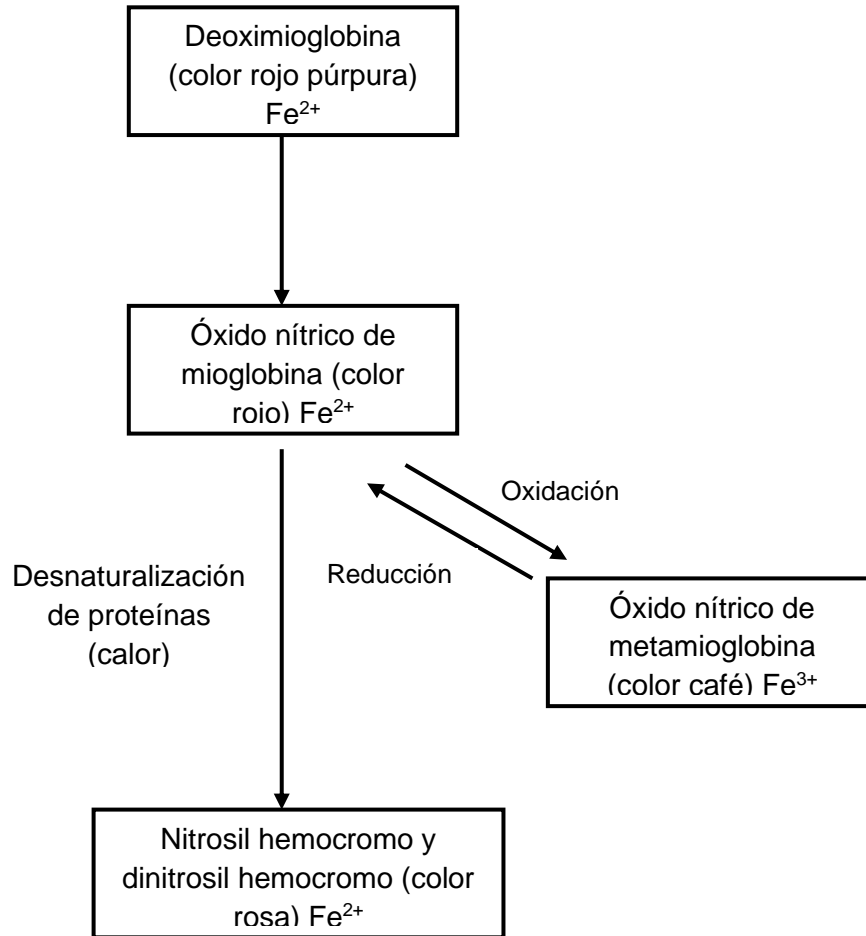 Deoximioglobina
(color rojo púrpura)
Fe²⁺
Óxido nítrico de
mioglobina (color
rojo) Fe²⁺
Oxidación
Reducción
Desnaturalización
de proteínas
(calor)
Óxido nítrico de
metamioglobina
(color café) Fe³⁺
Nitrosil hemocromo y
dinitrosil hemocromo (color
rosa) Fe²⁺